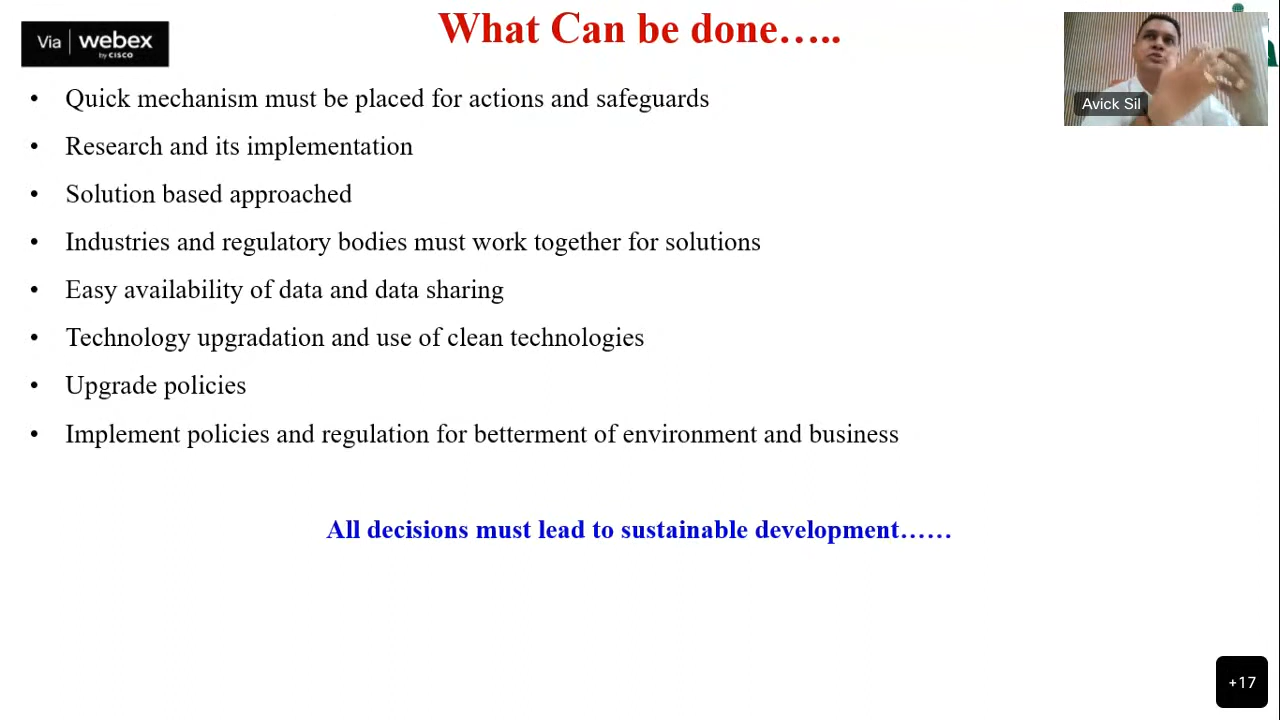 Via webex
by CISCO
What Can be done…..
Avick Sil
• Quick mechanism must be placed for actions and safeguards
• Research and its implementation
• Solution based approached
• Industries and regulatory bodies must work together for solutions
• Easy availability of data and data sharing
• Technology upgradation and use of clean technologies
• Upgrade policies
• Implement policies and regulation for betterment of environment and business
All decisions must lead to sustainable development……
+17